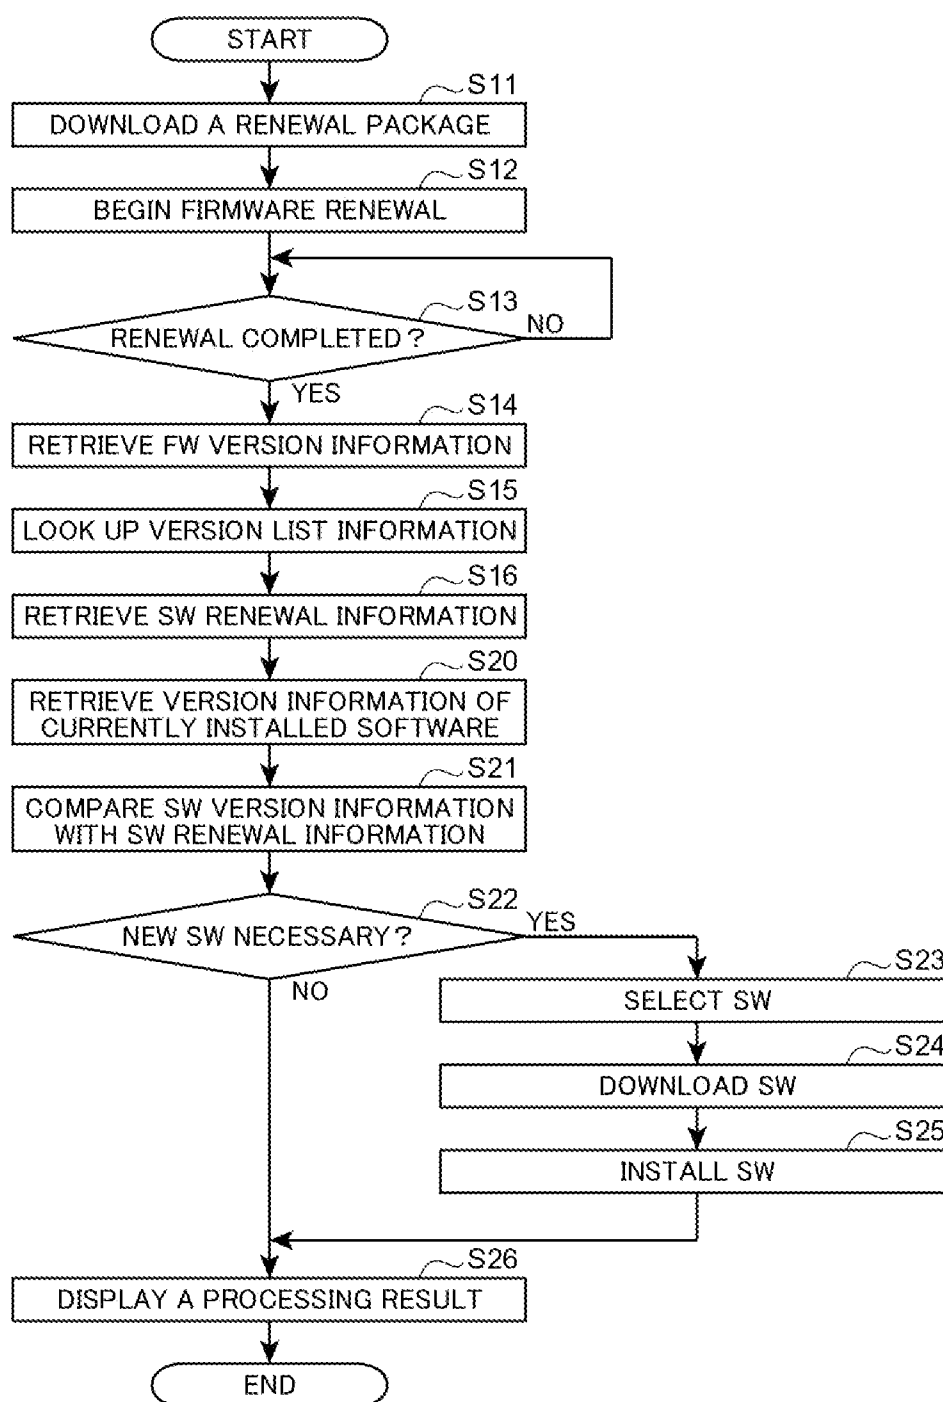 START
S11
DOWNLOAD A RENEWAL PACKAGE
S12
BEGIN FIRMWARE RENEWAL
S13
RENEWAL COMPLETED?
NO
YES
S14
RETRIEVE FW VERSION INFORMATION
S15
LOOK UP VERSION LIST INFORMATION
S16
RETRIEVE SW RENEWAL INFORMATION
S20
RETRIEVE VERSION INFORMATION OF
CURRENTLY INSTALLED SOFTWARE
S21
COMPARE SW VERSION INFORMATION
WITH SW RENEWAL INFORMATION
S22
NEW SW NECESSARY?
YES
NO
S23
SELECT SW
S24
DOWNLOAD SW
S25
INSTALL SW
S26
DISPLAY A PROCESSING RESULT
END